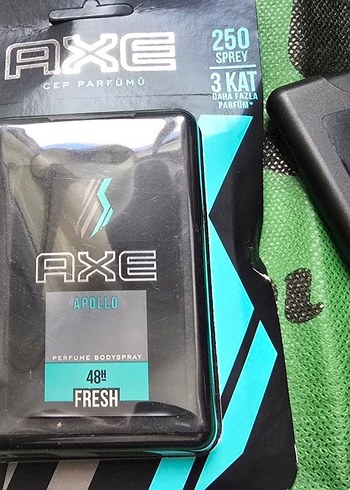 AXE
CEP PARFÜMÜ
250
SPREY
3 KAT
DAHA FAZLA
PARFÜM*
AXE
APOLLO
PERFUME BODYSPRAY
48H
FRESH